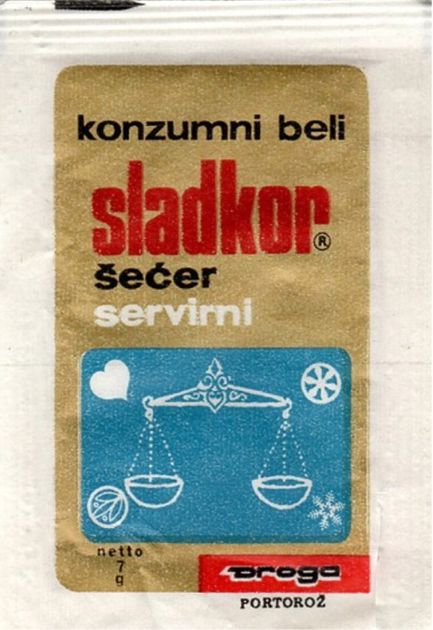 konzumni beli
sladkor®
šećer
servirni
netto
7
g
Droga
PORTOROŽ